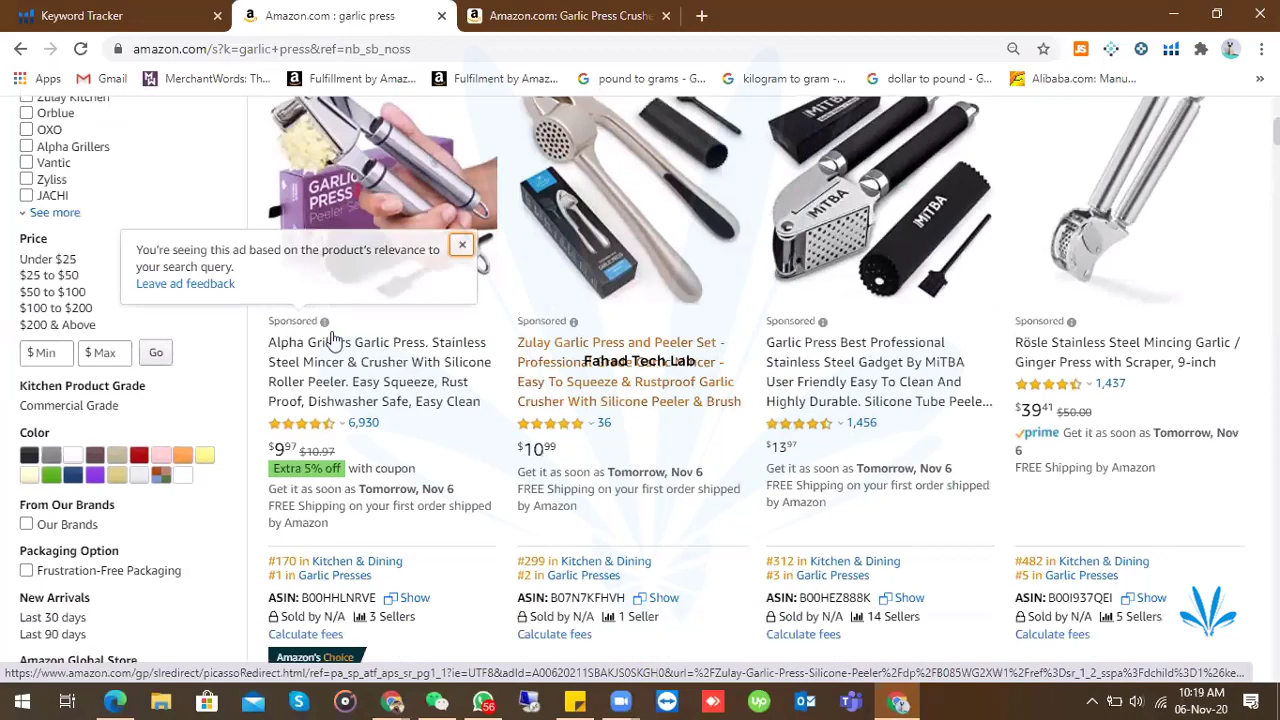 Keyword Tracker
Amazon.com : garlic press
Amazon.com: Garlic Press Crushe
amazon.com/s?k=garlic+press&ref=nb_sb_noss
Apps
Gmail
MerchantWords: Th...
Fulfillment by Amaz...
Fulfilment by Amaz...
pound to grams - G...
kilogram to gram -...
dollar to pound - G...
Alibaba.com: Manu...
Zulay Kitchen
Orblue
OXO
Alpha Grillers
Vantic
Zyliss
JACHI
See more
Price
Under $25
$25 to $50
$50 to $100
$100 to $200
$200 & Above
$ Min
$ Max
Go
Kitchen Product Grade
Commercial Grade
Color
From Our Brands
Our Brands
Packaging Option
Frustration-Free Packaging
New Arrivals
Last 30 days
Last 90 days
Amazon Global Store
GARLIC
PRESS
Peeler Set
You're seeing this ad based on the product's relevance to
your search query.
Leave ad feedback
Sponsored
Stainless
Steel Mincer & Crusher With Silicone
Roller Peeler. Easy Squeeze, Rust
Proof, Dishwasher Safe, Easy Clean
6,930
$9.97 $10.97
Extra 5% off with coupon
Get it as soon as Tomorrow, Nov 6
FREE Shipping on your first order shipped
by Amazon
#170 in Kitchen & Dining
#1 in Garlic Presses
ASIN: B00HHLNRVE Show
Sold by N/A 3 Sellers
Calculate fees
Amazon's Choice
Sponsored
Zulay Garlic Press and Peeler Set -
Fahad Tech Lab
Easy To Squeeze & Rustproof Garlic
Crusher With Silicone Peeler & Brush
36
$10.99
Get it as soon as Tomorrow, Nov 6
FREE Shipping on your first order shipped
by Amazon
#299 in Kitchen & Dining
#2 in Garlic Presses
ASIN: B07N7KFHVH Show
Sold by N/A 1 Seller
Calculate fees
MiTBA
MiTBA
MiTBA
Sponsored
Garlic Press Best Professional
Stainless Steel Gadget By MiTBA
User Friendly Easy To Clean And
Highly Durable. Silicone Tube Peele...
1,456
$13.97
Get it as soon as Tomorrow, Nov 6
FREE Shipping on your first order shipped
by Amazon
#312 in Kitchen & Dining
#3 in Garlic Presses
ASIN: B00HEZ888K Show
Sold by N/A 14 Sellers
Calculate fees
Sponsored
Rösle Stainless Steel Mincing Garlic /
Ginger Press with Scraper, 9-inch
1,437
$39.41 $50.00
prime Get it as soon as Tomorrow, Nov
6
FREE Shipping by Amazon
#482 in Kitchen & Dining
#5 in Garlic Presses
ASIN: B00I937QEI Show
Sold by N/A 5 Sellers
Calculate fees
56
10:19 AM
06-Nov-20